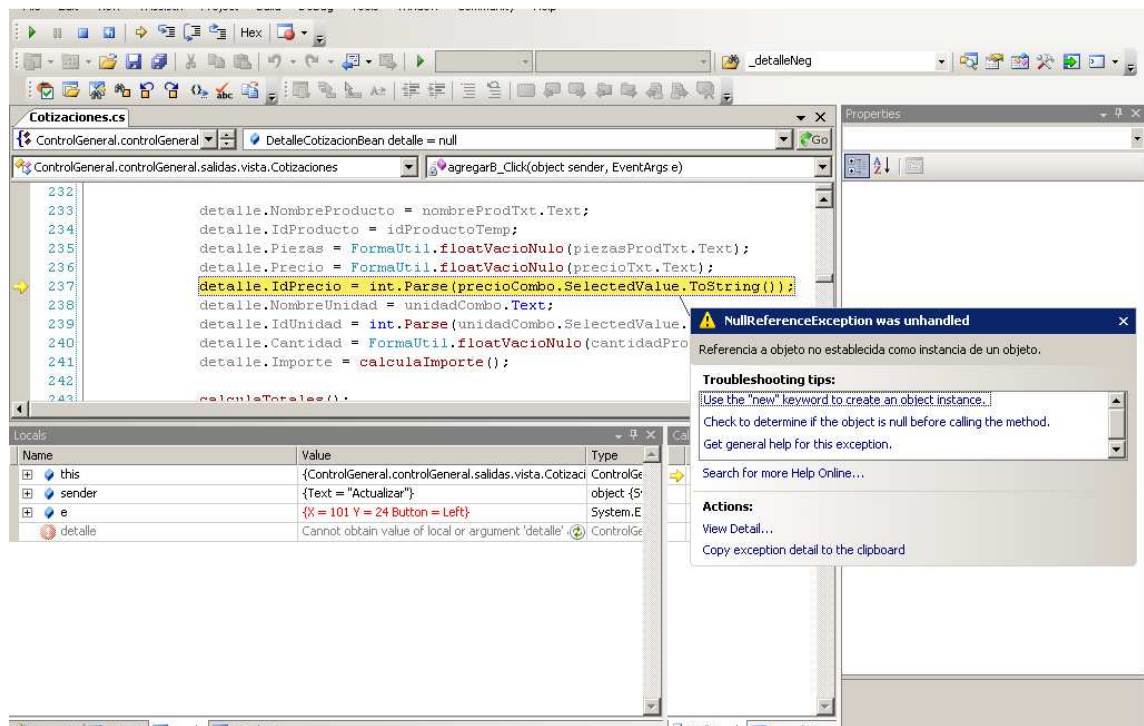 Hex
_detalleNeg
Cotizaciones.cs
Properties
ControlGeneral.controlGeneral
DetalleCotizacionBean detalle = null
Go
ControlGeneral.controlGeneral.salidas.vista.Cotizaciones
agregarB_Click(object sender, EventArgs e)
232
233 detalle.NombreProducto = nombreProdTxt.Text;
234 detalle.IdProducto = idProductoTemp;
235 detalle.Piezas = FormaUtil.floatVacioNulo(piezasProdTxt.Text);
236 detalle.Precio = FormaUtil.floatVacioNulo(precioTxt.Text);
237 detalle.IdPrecio = int.Parse(precioCombo.SelectedValue.ToString());
238 detalle.NombreUnidad = unidadCombo.Text;
239 detalle.IdUnidad = int.Parse(unidadCombo.SelectedValue.
240 detalle.Cantidad = FormaUtil.floatVacioNulo(cantidadPro
241 detalle.Importe = calculaImporte();
242
243 calculaTotales();
NullReferenceException was unhandled
Referencia a objeto no establecida como instancia de un objeto.
Troubleshooting tips:
Use the "new" keyword to create an object instance.
Check to determine if the object is null before calling the method.
Get general help for this exception.
Search for more Help Online...
Actions:
View Detail...
Copy exception detail to the clipboard
Locals
Name Value Type
this {ControlGeneral.controlGeneral.salidas.vista.Cotizaci ControlGe
sender {Text = "Actualizar"} object {S
e {X = 101 Y = 24 Button = Left} System.E
detalle Cannot obtain value of local or argument 'detalle' ControlGe